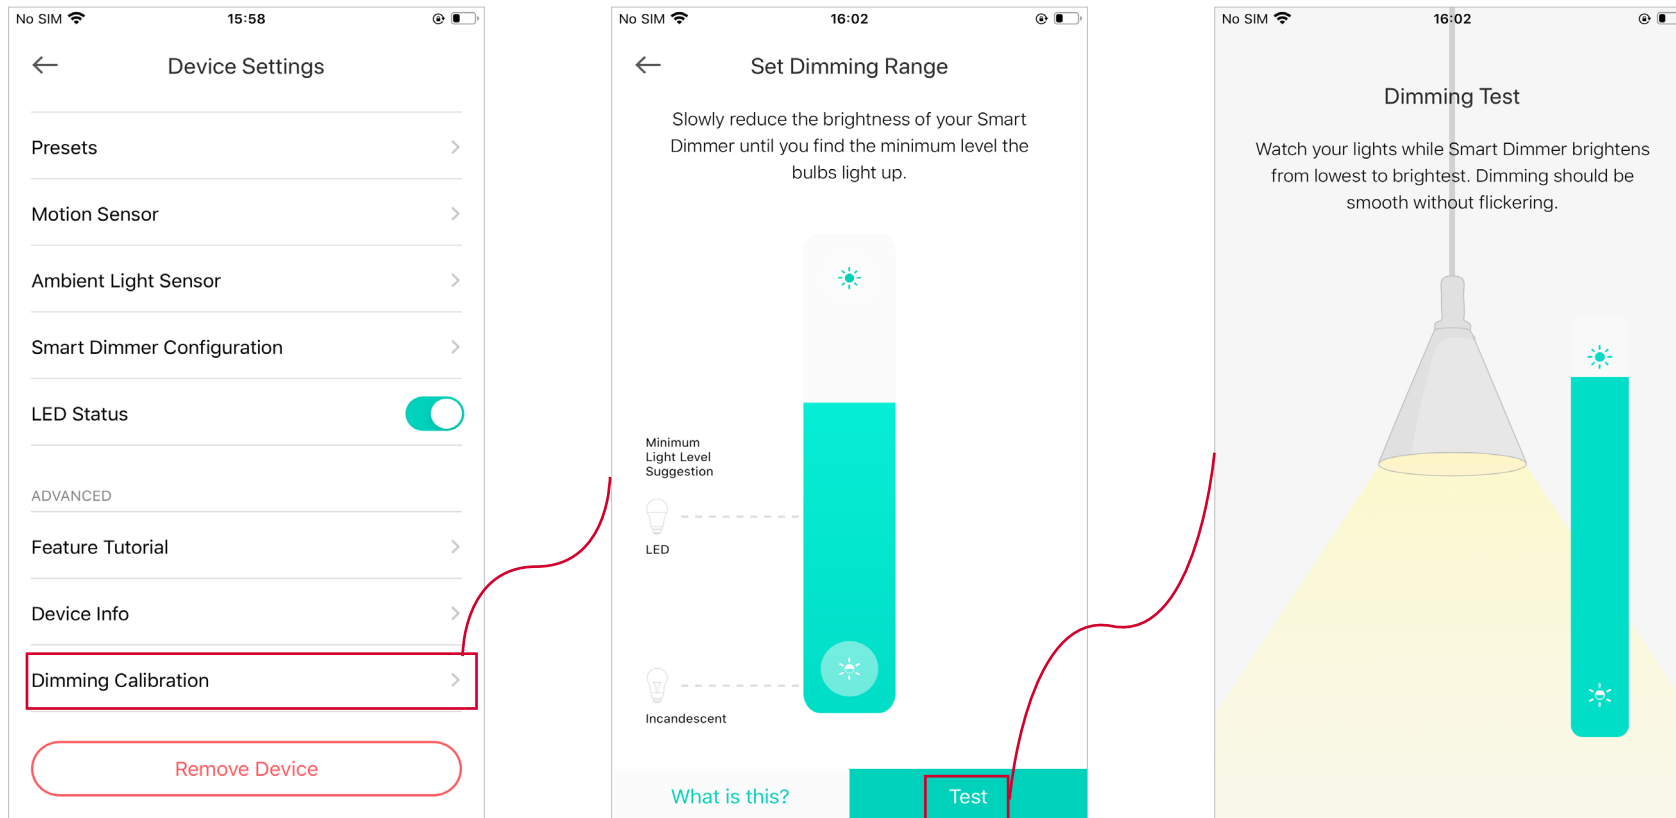 No SIM 15:58
Device Settings
Presets
Motion Sensor
Ambient Light Sensor
Smart Dimmer Configuration
LED Status
ADVANCED
Feature Tutorial
Device Info
Dimming Calibration
Remove Device
No SIM 16:02
Set Dimming Range
Slowly reduce the brightness of your Smart
Dimmer until you find the minimum level the
bulbs light up.
Minimum
Light Level
Suggestion
LED
Incandescent
What is this?
Test
No SIM 16:02
Dimming Test
Watch your lights while Smart Dimmer brightens
from lowest to brightest. Dimming should be
smooth without flickering.